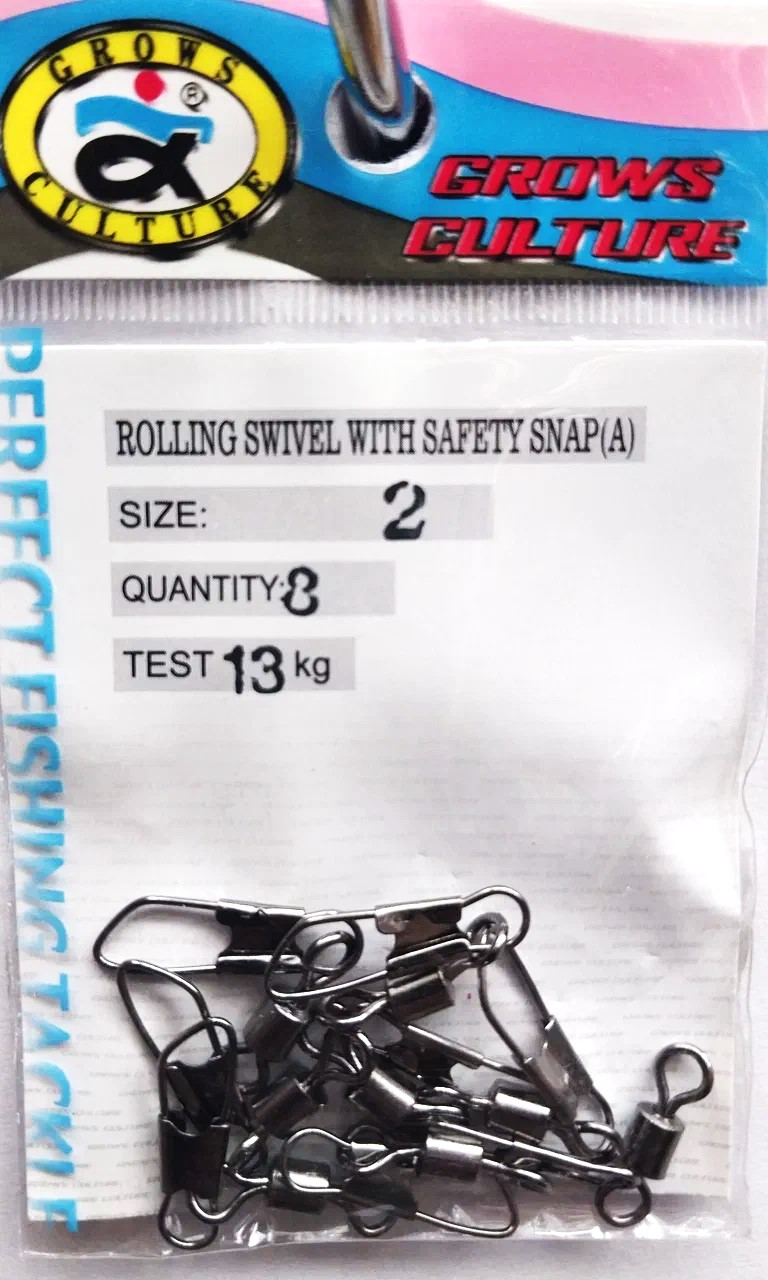 GROWS
CULTURE
®
GROWS
CULTURE
PERFECT FISHING TACKLE
ROLLING SWIVEL WITH SAFETY SNAP(A)
SIZE: 2
QUANTITY:8
TEST 13 kg